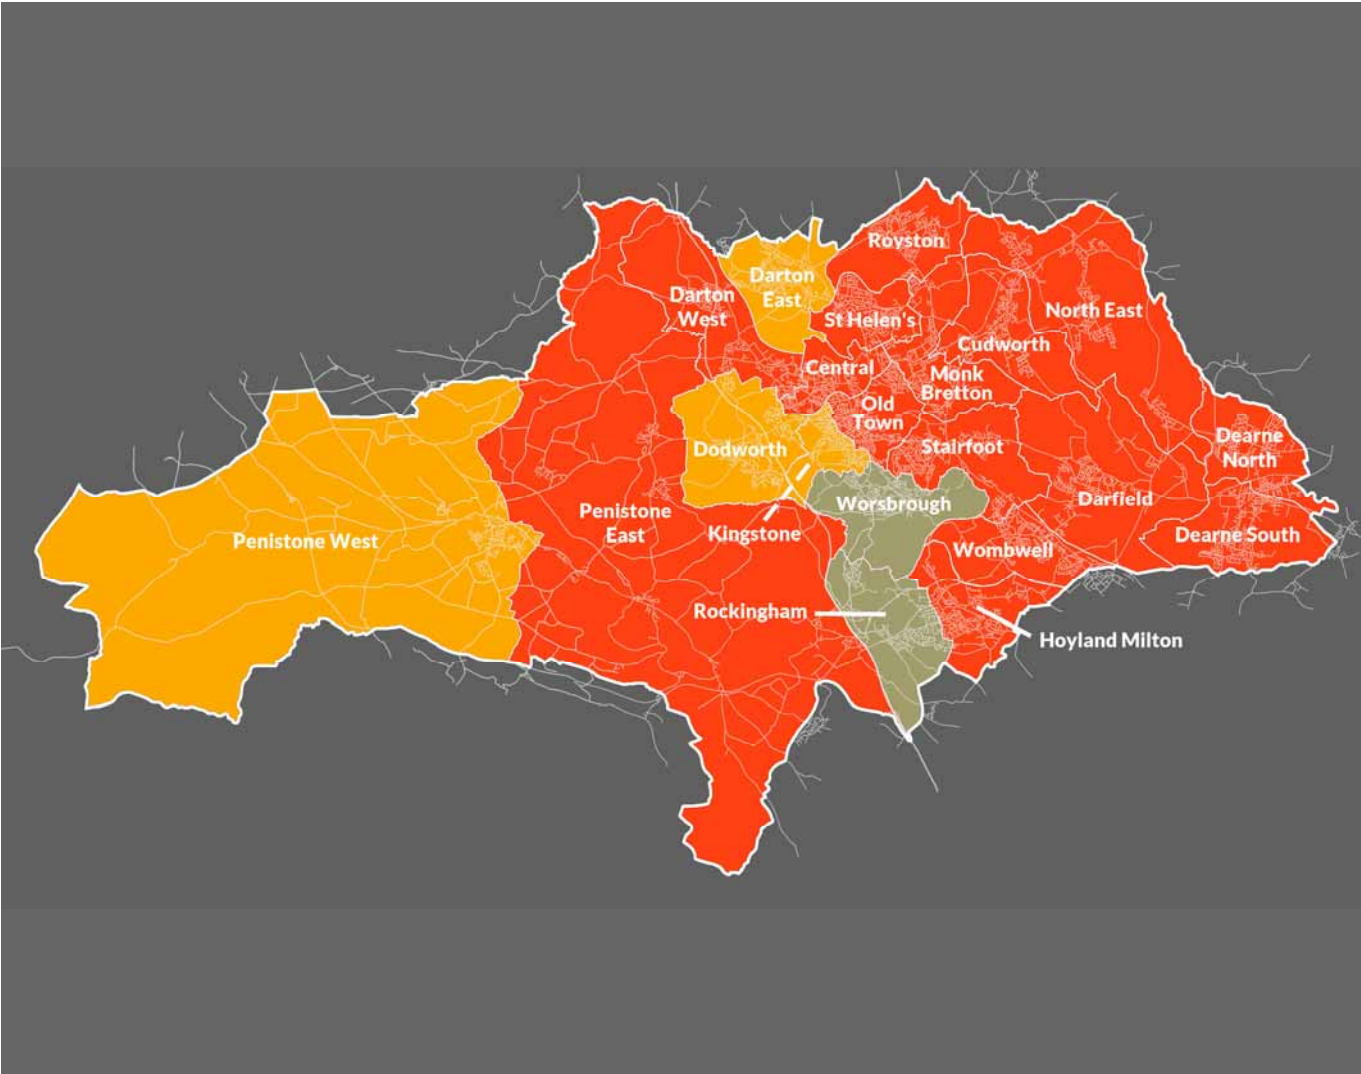 Royston
Darton
East
Darton
West
St Helen's
North East
Cudworth
Central
Monk
Bretton
Old
Town
Dearne
North
Stairfoot
Dodworth
Darfield
Worsbrough
Penistone
East
Kingstone
Penistone West
Wombwell
Dearne South
Rockingham
Hoyland Milton